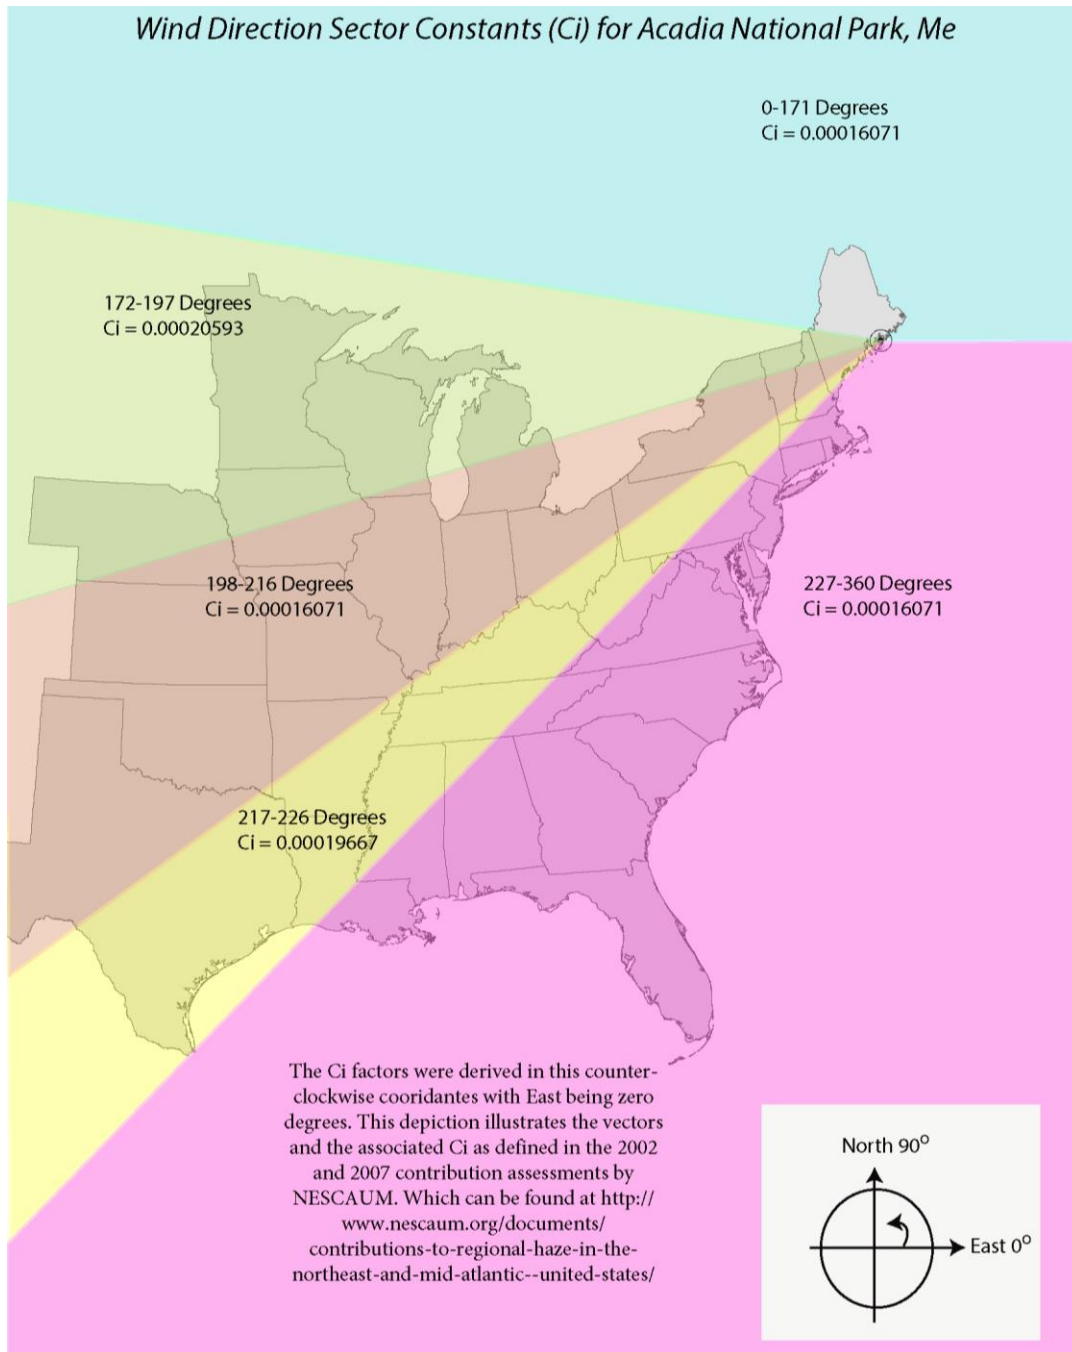 Wind Direction Sector Constants (Ci) for Acadia National Park, Me
0-171 Degrees
Ci = 0.00016071
172-197 Degrees
Ci = 0.00020593
198-216 Degrees
Ci = 0.00016071
227-360 Degrees
Ci = 0.00016071
217-226 Degrees
Ci = 0.00019667
The Ci factors were derived in this counter-
clockwise cooridantes with East being zero
degrees. This depiction illustrates the vectors
and the associated Ci as defined in the 2002
and 2007 contribution assessments by
NESCAUM. Which can be found at http://
www.nescaum.org/documents/
contributions-to-regional-haze-in-the-
northeast-and-mid-atlantic--united-states/
North 90°
East 0°